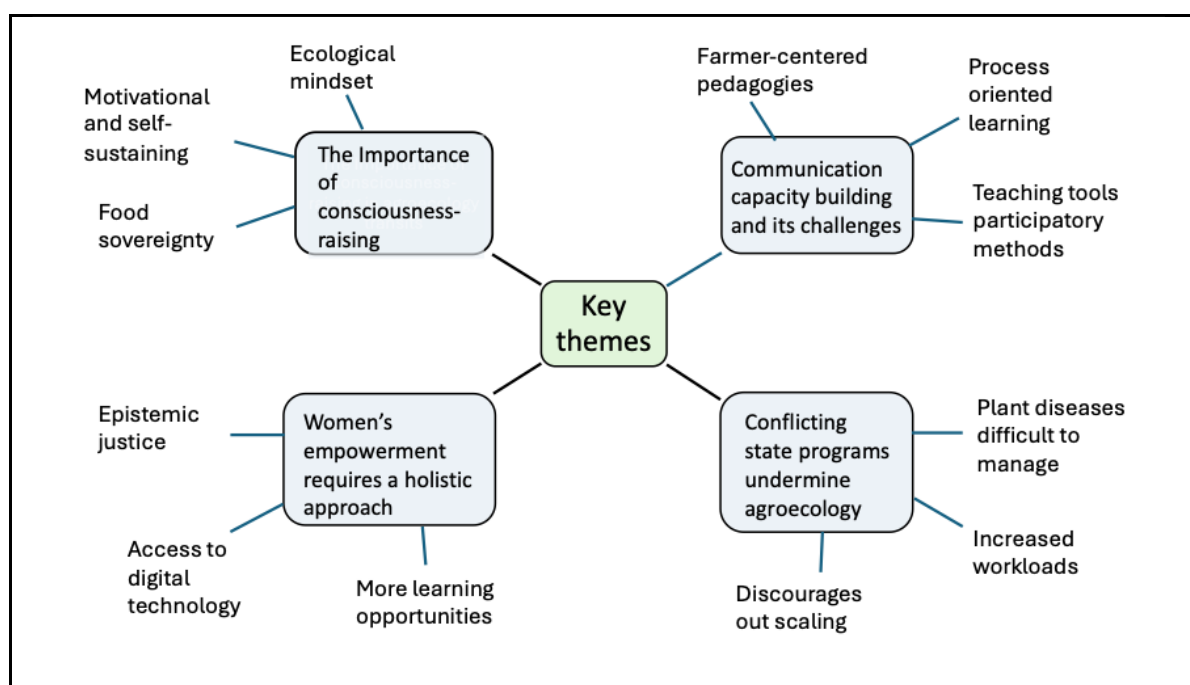 Ecological
mindset
Motivational
and self-
sustaining
Food
sovereignty
The Importance
of
consciousness-
raising
Farmer-centered
pedagogies
Process
oriented
learning
Communication
capacity building
and its challenges
Teaching tools
participatory
methods
Key
themes
Epistemic
justice
Women’s
empowerment
requires a holistic
approach
Access to
digital
technology
More learning
opportunities
Conflicting
state programs
undermine
agroecology
Plant diseases
difficult to
manage
Increased
workloads
Discourages
out scaling